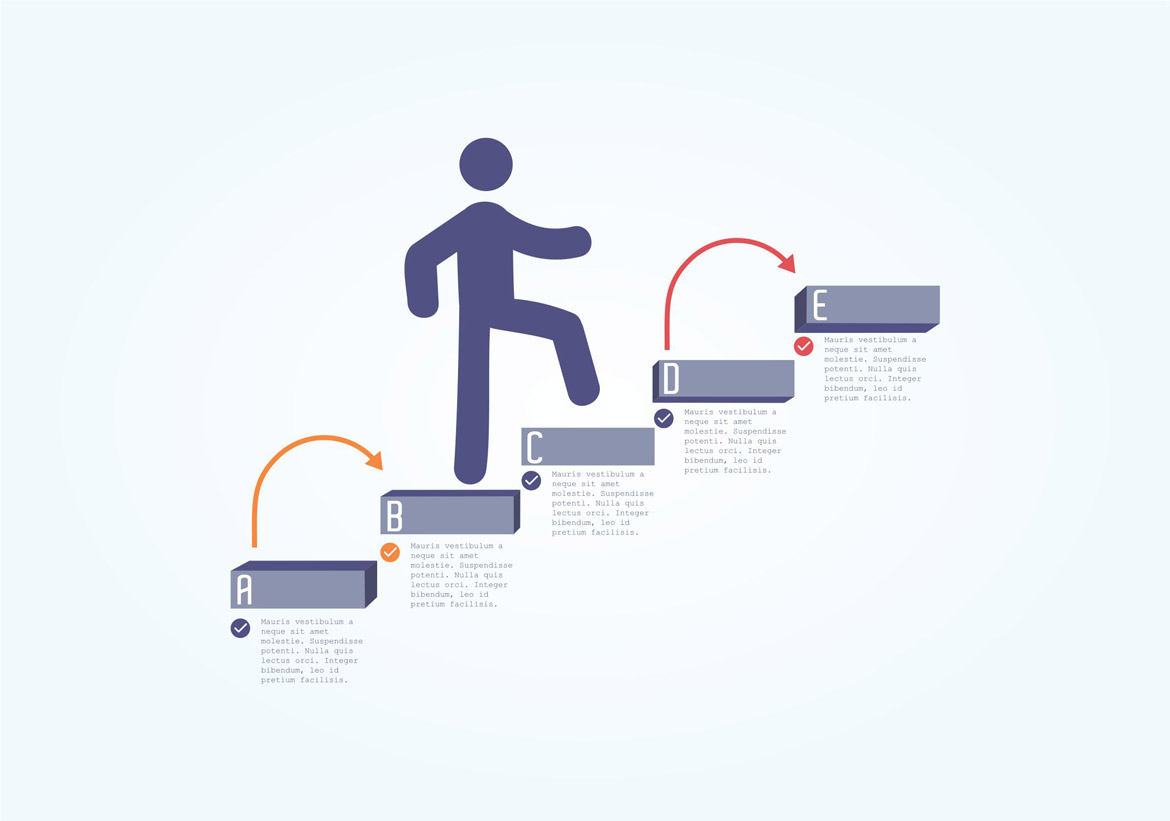 A
Mauris vestibulum a
neque sit amet
molestie. Suspendisse
potenti. Nulla quis
lectus orci. Integer
bibendum, leo id
pretium facilisis.
B
Mauris vestibulum a
neque sit amet
molestie. Suspendisse
potenti. Nulla quis
lectus orci. Integer
bibendum, leo id
pretium facilisis.
C
Mauris vestibulum a
neque sit amet
molestie. Suspendisse
potenti. Nulla quis
lectus orci. Integer
bibendum, leo id
pretium facilisis.
D
Mauris vestibulum a
neque sit amet
molestie. Suspendisse
potenti. Nulla quis
lectus orci. Integer
bibendum, leo id
pretium facilisis.
E
Mauris vestibulum a
neque sit amet
molestie. Suspendisse
potenti. Nulla quis
lectus orci. Integer
bibendum, leo id
pretium facilisis.